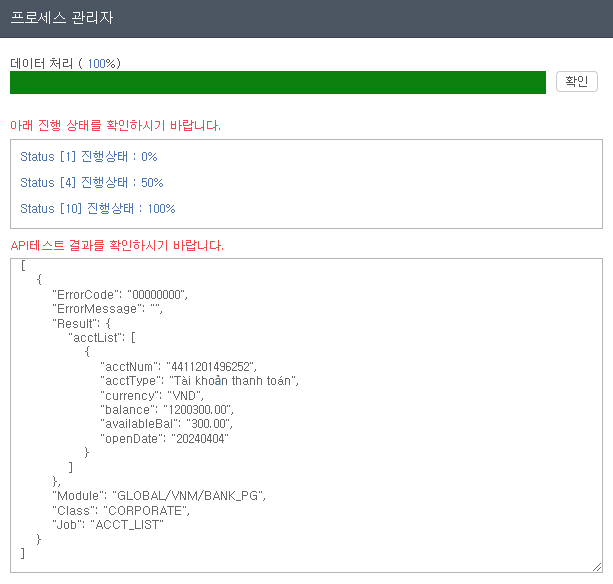 프로세스 관리자
데이터 처리 ( 100%)
확인
아래 진행 상태를 확인하시기 바랍니다.
Status [1] 진행상태 : 0%
Status [4] 진행상태 : 50%
Status [10] 진행상태 : 100%
API테스트 결과를 확인하시기 바랍니다.
[
{
"ErrorCode": "00000000",
"ErrorMessage": "",
"Result": {
"acctList": [
{
"acctNum": "4411201496252",
"acctType": "Tài khoản thanh toán",
"currency": "VND",
"balance": "1200300.00",
"availableBal": "300.00",
"openDate": "20240404"
}
]
},
"Module": "GLOBAL/VNM/BANK_PG",
"Class": "CORPORATE",
"Job": "ACCT_LIST"
}
]